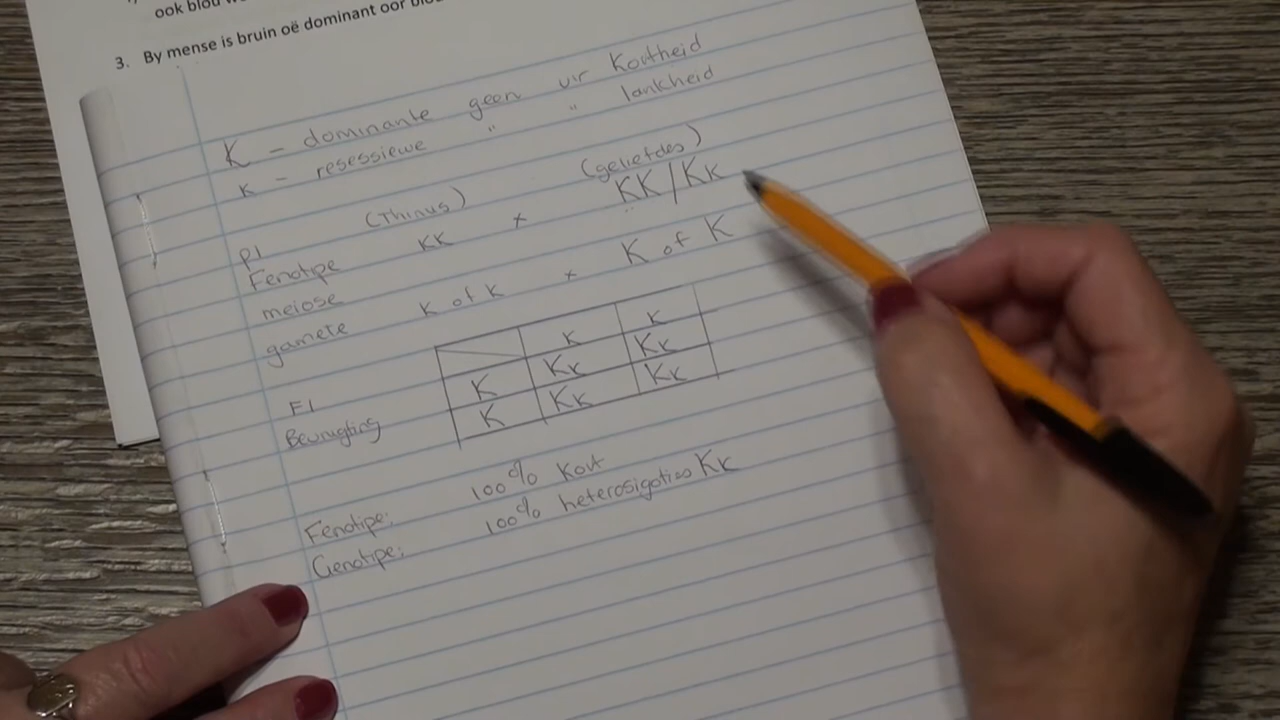 ook blou
3. By mense is bruin oë dominant oor
K - dominante geen vir Kortheid
k - resessiewe " " lankheid
(Thinus) (geliefdes)
P1
Fenotipe kk x KK/Kk
meiose
gamete k of k x K of K
k k
K Kk Kk
F1 K Kk Kk
Bevrugting
Fenotipe: 100% Kort
Genotipe: 100% heterosigoties Kk